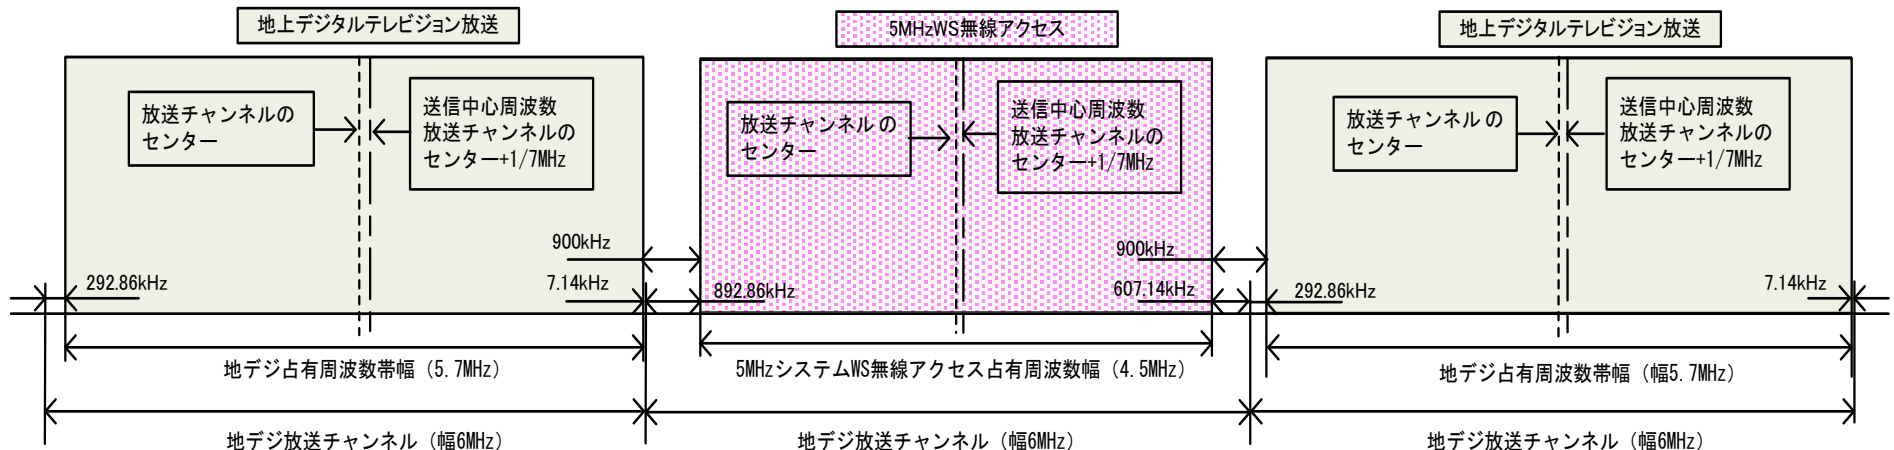 地上デジタルテレビジョン放送
5MHzWS無線アクセス
地上デジタルテレビジョン放送
放送チャンネルの
センター
送信中心周波数
放送チャンネルの
センター+1/7MHz
放送チャンネル の
センター
送信中心周波数
放送チャンネルの
センター+1/7MHz
放送チャンネル の
センター
送信中心周波数
放送チャンネルの
センター+1/7MHz
900kHz
900kHz
292.86kHz
7.14kHz
892.86kHz
607.14kHz
292.86kHz
7.14kHz
地デジ占有周波数帯幅（5.7MHz）
5MHzシステムWS無線アクセス占有周波数幅（4.5MHz）
地デジ占有周波数帯幅（幅5.7MHz）
地デジ放送チャンネル（幅6MHz）
地デジ放送チャンネル（幅6MHz）
地デジ放送チャンネル（幅6MHz）